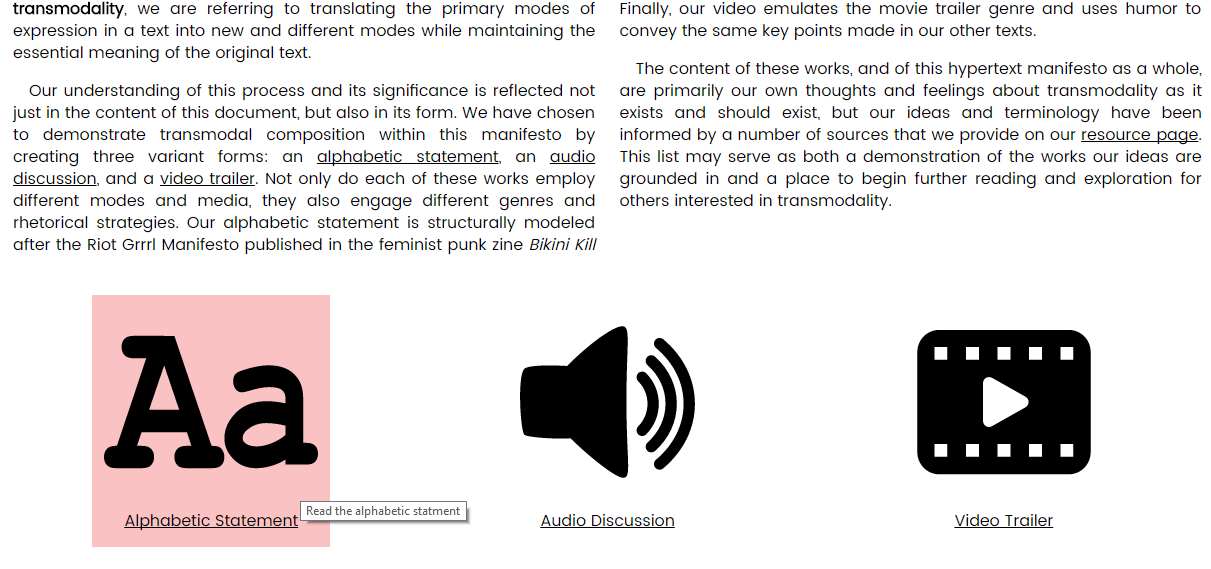 transmodality, we are referring to translating the primary modes of
expression in a text into new and different modes while maintaining the
essential meaning of the original text.
Our understanding of this process and its significance is reflected not
just in the content of this document, but also in its form. We have chosen
to demonstrate transmodal composition within this manifesto by
creating three variant forms: an alphabetic statement, an audio
discussion, and a video trailer. Not only do each of these works employ
different modes and media, they also engage different genres and
rhetorical strategies. Our alphabetic statement is structurally modeled
after the Riot Grrrl Manifesto published in the feminist punk zine Bikini Kill
Finally, our video emulates the movie trailer genre and uses humor to
convey the same key points made in our other texts.
The content of these works, and of this hypertext manifesto as a whole,
are primarily our own thoughts and feelings about transmodality as it
exists and should exist, but our ideas and terminology have been
informed by a number of sources that we provide on our resource page.
This list may serve as both a demonstration of the works our ideas are
grounded in and a place to begin further reading and exploration for
others interested in transmodality.
Aa
Alphabetic Statement
Read the alphabetic statment
Audio Discussion
Video Trailer